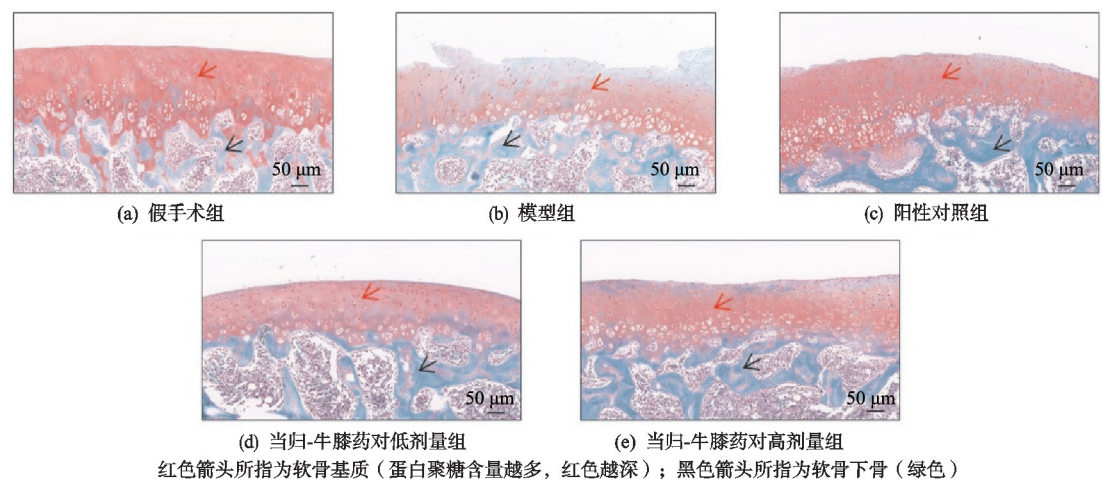 50 μm
50 μm
50 μm
(a) 假手术组
(b) 模型组
(c) 阳性对照组
50 μm
50 μm
(d) 当归-牛膝药对低剂量组
(e) 当归-牛膝药对高剂量组
红色箭头所指为软骨基质（蛋白聚糖含量越多，红色越深）；黑色箭头所指为软骨下骨（绿色）